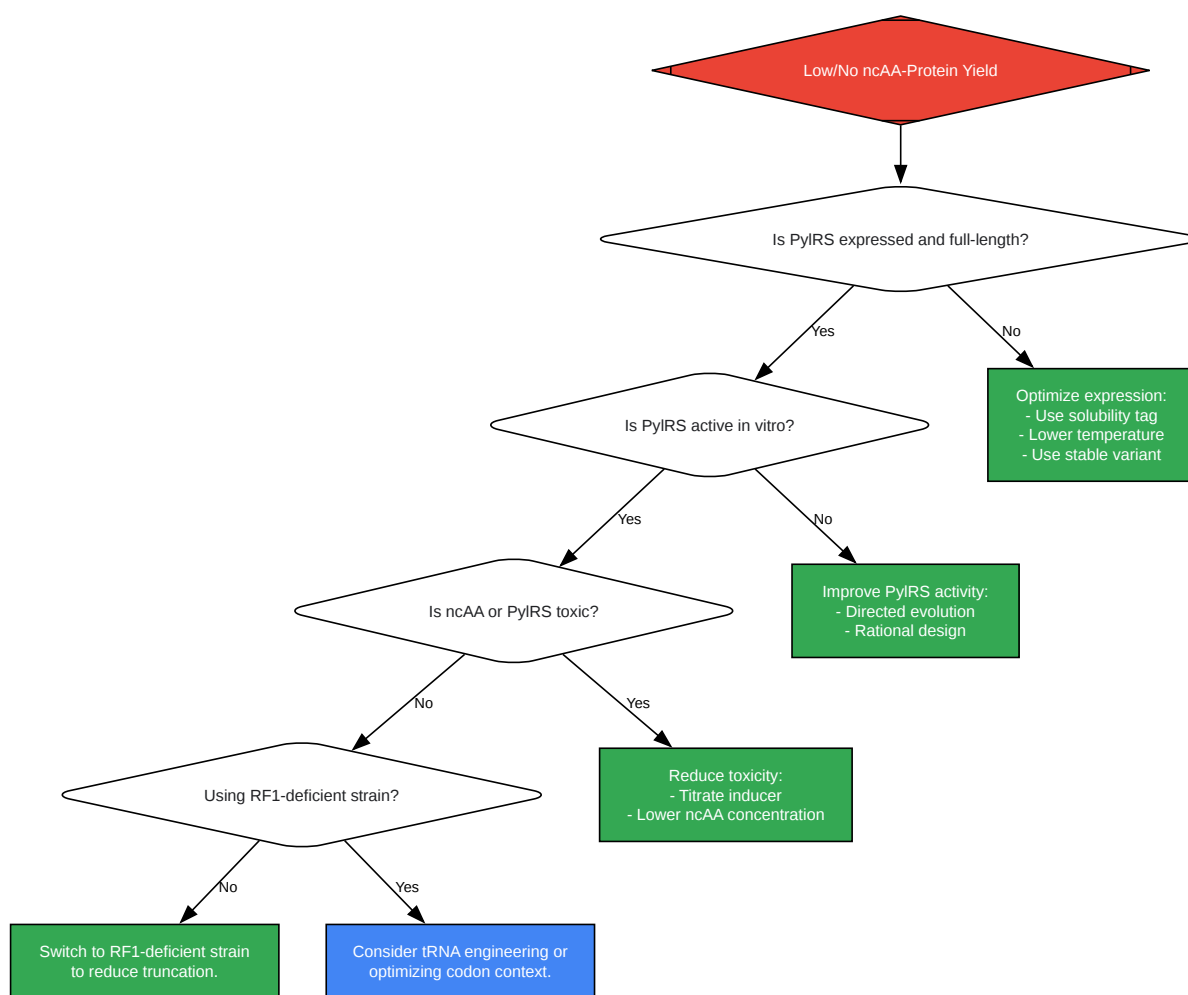 Low/No ncAA-Protein Yield
Is PylRS expressed and full-length?
Yes
No
Optimize expression:
- Use solubility tag
- Lower temperature
- Use stable variant
Is PylRS active in vitro?
Yes
No
Improve PylRS activity:
- Directed evolution
- Rational design
Is ncAA or PylRS toxic?
No
Yes
Reduce toxicity:
- Titrate inducer
- Lower ncAA concentration
Using RF1-deficient strain?
No
Yes
Switch to RF1-deficient strain
to reduce truncation.
Consider tRNA engineering or
optimizing codon context.